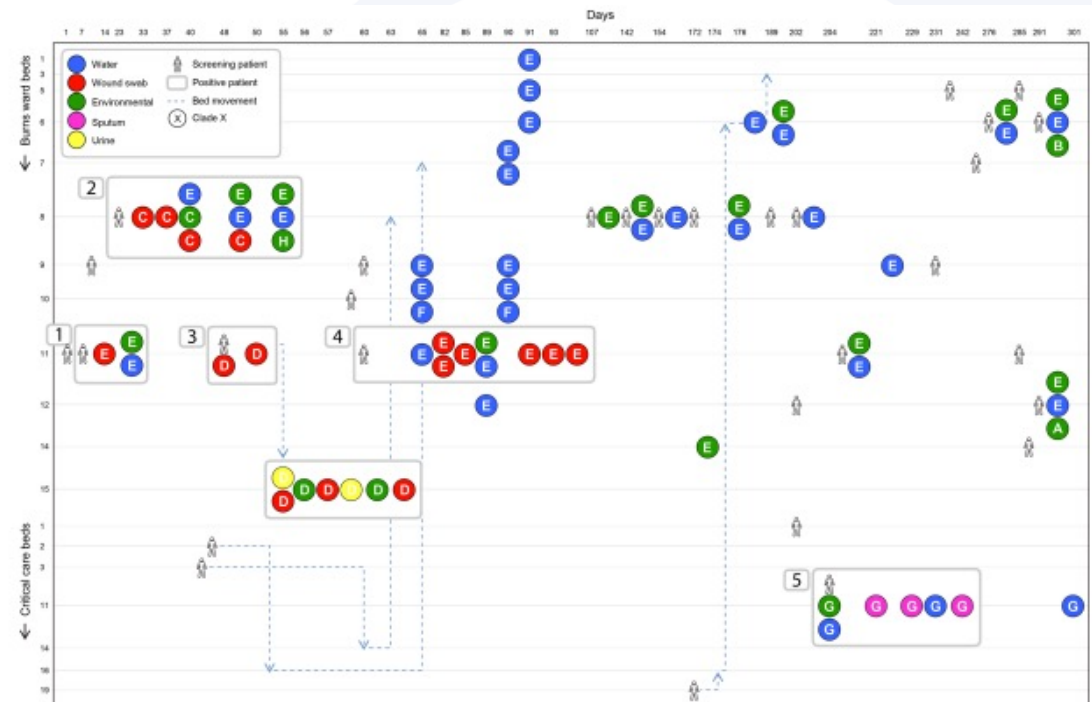 Days
1 7 14 23 33 48 50 55 56 57 60 63 65 82 85 89 90 91 93 107 142 154 172 174 178 202 204 221 229 231 242 276 285 291 301
Burns ward beds
Critical care beds
Water
Wound swab
Environmental
Sputum
Urine
Screening patient
Positive patient
Bed movement
X Clade X
1 E
3
5 E E
6 E E E E E E E
B
7 E E
2
E E E
8 C C C E E E E E E E
C C H E E
9 E E E
E E
10 F F
1 3 4
E E E E
11 E D E E E E E E
E D E E E
E
12 E E
A
14 E
15 D D D D D
1
2
3
5
11 G G G G G E
G
14
16
19